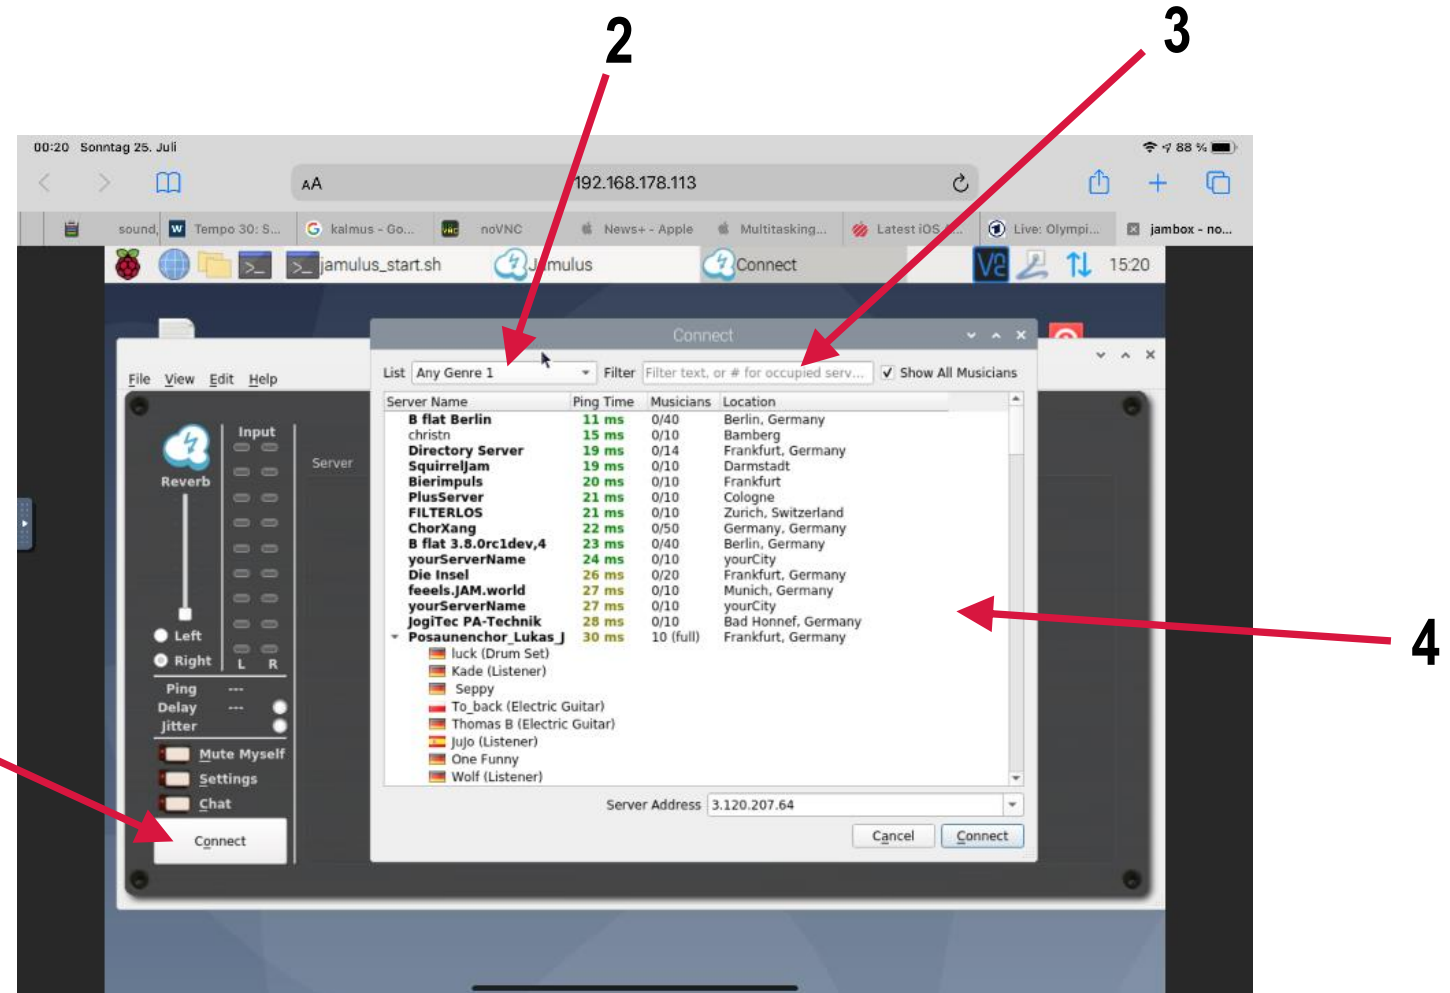 2
3
00:20 Sonntag 25. Juli
88 %
AA
192.168.178.113
sound,
Tempo 30: S...
kalmus - Go...
noVNC
News+ - Apple
Multitasking...
Latest iOS
Live: Olympi...
jambox - no...
jamulus_start.sh
Jamulus
Connect
15:20
Connect
File View Edit Help
List Any Genre 1
Filter Filter text, or # for occupied serv...
Show All Musicians
Server Name Ping Time Musicians Location
B flat Berlin 11 ms 0/40 Berlin, Germany
christn 15 ms 0/10 Bamberg
Directory Server 19 ms 0/14 Frankfurt, Germany
SquirrelJam 19 ms 0/10 Darmstadt
Bierimpuls 20 ms 0/10 Frankfurt
PlusServer 21 ms 0/10 Cologne
FILTERLOS 21 ms 0/10 Zurich, Switzerland
ChorXang 22 ms 0/50 Germany, Germany
B flat 3.8.0rc1dev,4 23 ms 0/40 Berlin, Germany
yourServerName 24 ms 0/10 yourCity
Die Insel 26 ms 0/20 Frankfurt, Germany
feeels.JAM.world 27 ms 0/10 Munich, Germany
yourServerName 27 ms 0/10 yourCity
JogiTec PA-Technik 28 ms 0/10 Bad Honnef, Germany
Posaunenchor_Lukas_J 30 ms 10 (full) Frankfurt, Germany
luck (Drum Set)
Kade (Listener)
Seppy
To_back (Electric Guitar)
Thomas B (Electric Guitar)
JuJo (Listener)
One Funny
Wolf (Listener)
Server Address 3.120.207.64
Cancel Connect
Input
Server
Reverb
Left
Right
L R
Ping ---
Delay ---
Jitter
Mute Myself
Settings
Chat
Connect
4